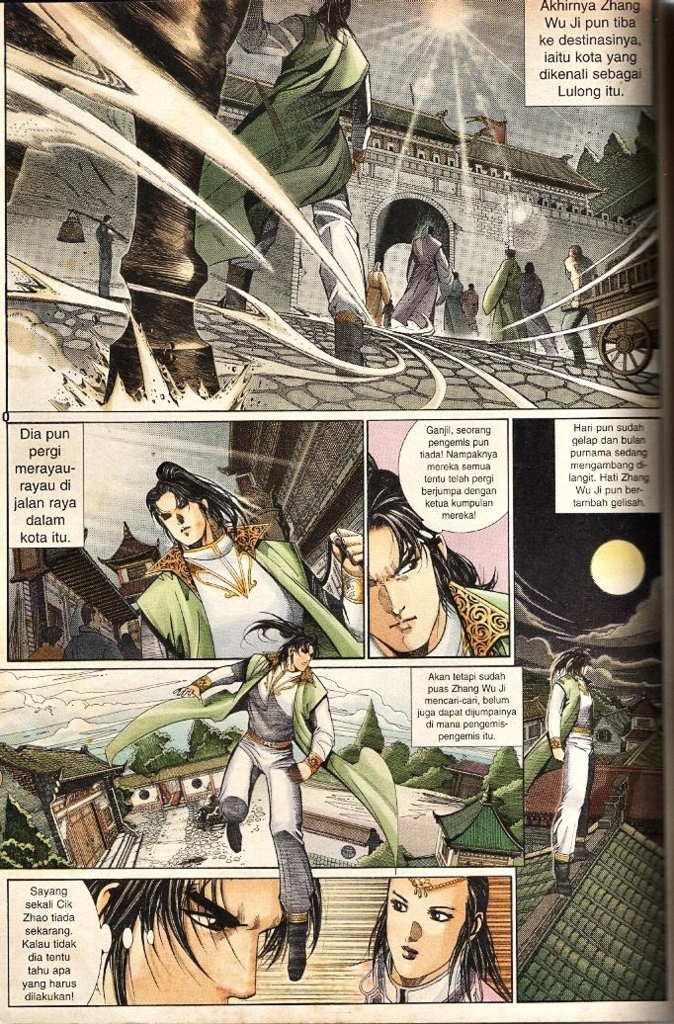 Akhirnya Zhang
Wu Ji pun tiba
ke destinasinya,
iaitu kota yang
dikenali sebagai
Lulong itu.
Dia pun
pergi
merayau-
rayau di
jalan raya
dalam
kota itu.
Ganjil, seorang
pengemis pun
tiada! Nampaknya
mereka semua
tentu telah pergi
berjumpa dengan
ketua kumpulan
mereka!
Hari pun sudah
gelap dan bulan
purnama sedang
mengambang di-
langit. Hati Zhang
Wu Ji pun ber-
tambah gelisah.
Akan tetapi sudah
puas Zhang Wu Ji
mencari-cari, belum
juga dapat dijumpainya
di mana pengemis-
pengemis itu.
Sayang
sekali Cik
Zhao tiada
sekarang.
Kalau tidak
dia tentu
tahu apa
yang harus
dilakukan!